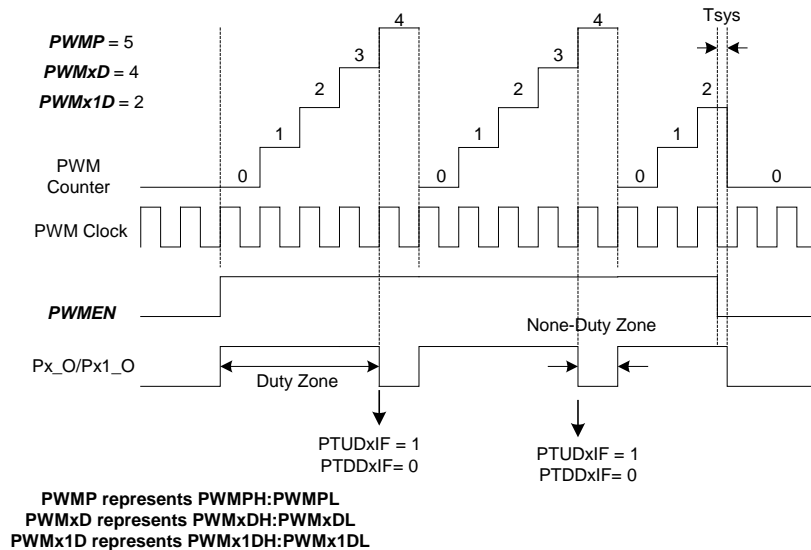 4
4
Tsys
PWMP = 5
3
3
PWMxD = 4
2
2
2
PWMx1D = 2
1
1
1
PWM
Counter
0
0
0
0
PWM Clock
PWMEN
None-Duty Zone
Px_O/Px1_O
Duty Zone
PTUDxIF = 1
PTDDxIF= 0
PTUDxIF = 1
PTDDxIF= 0
PWMP represents PWMPH:PWMPL
PWMxD represents PWMxDH:PWMxDL
PWMx1D represents PWMx1DH:PWMx1DL